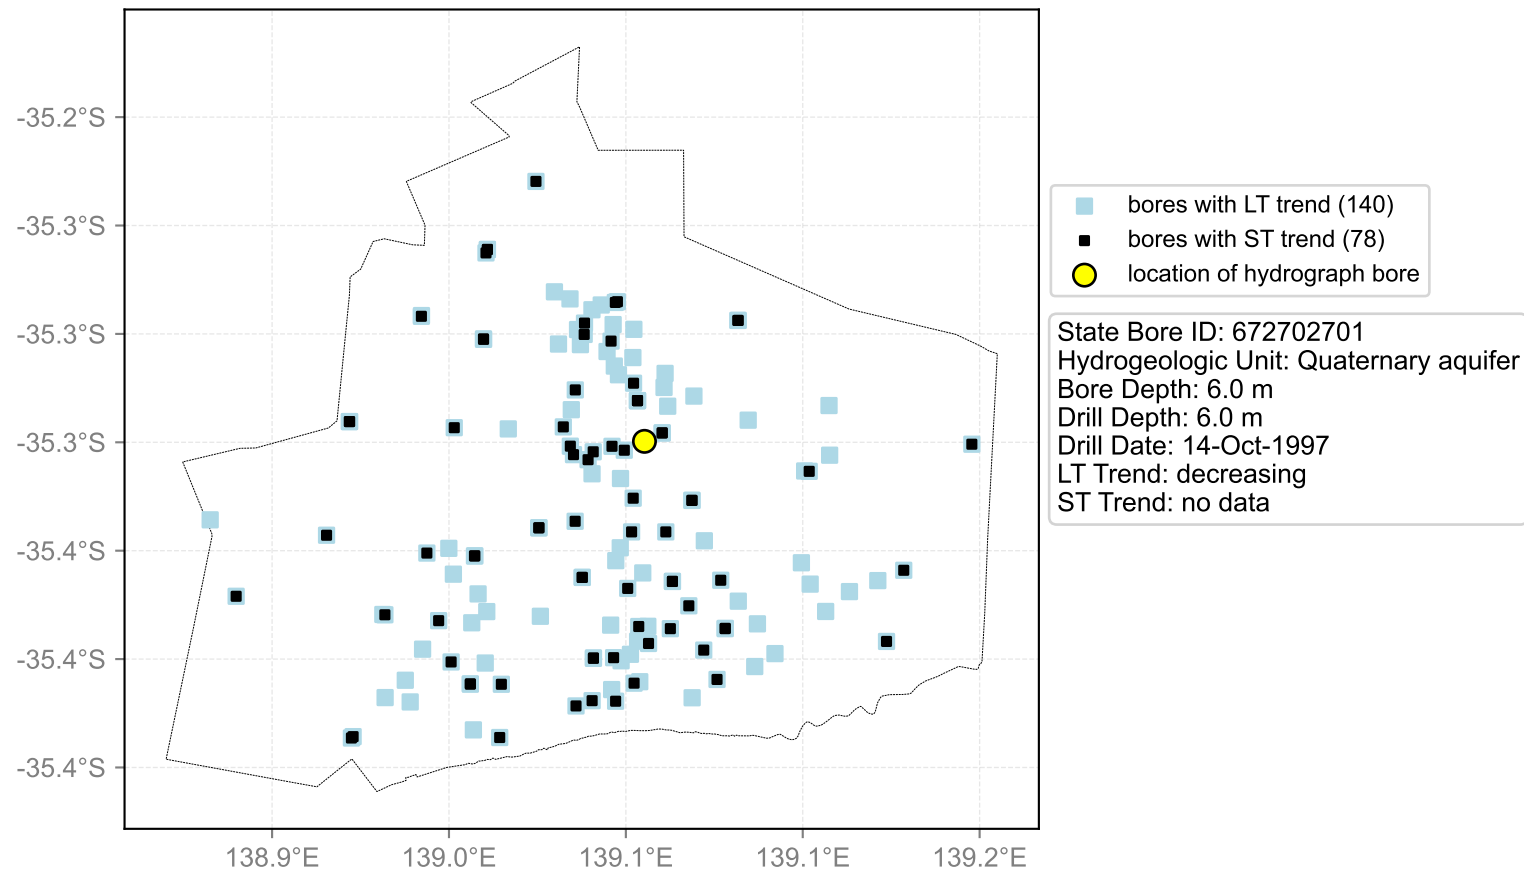 -35.2°S
-35.3°S
-35.3°S
-35.3°S
-35.4°S
-35.4°S
-35.4°S
138.9°E
139.0°E
139.1°E
139.1°E
139.2°E
bores with LT trend (140)
bores with ST trend (78)
location of hydrograph bore
State Bore ID: 672702701
Hydrogeologic Unit: Quaternary aquifer
Bore Depth: 6.0 m
Drill Depth: 6.0 m
Drill Date: 14-Oct-1997
LT Trend: decreasing
ST Trend: no data